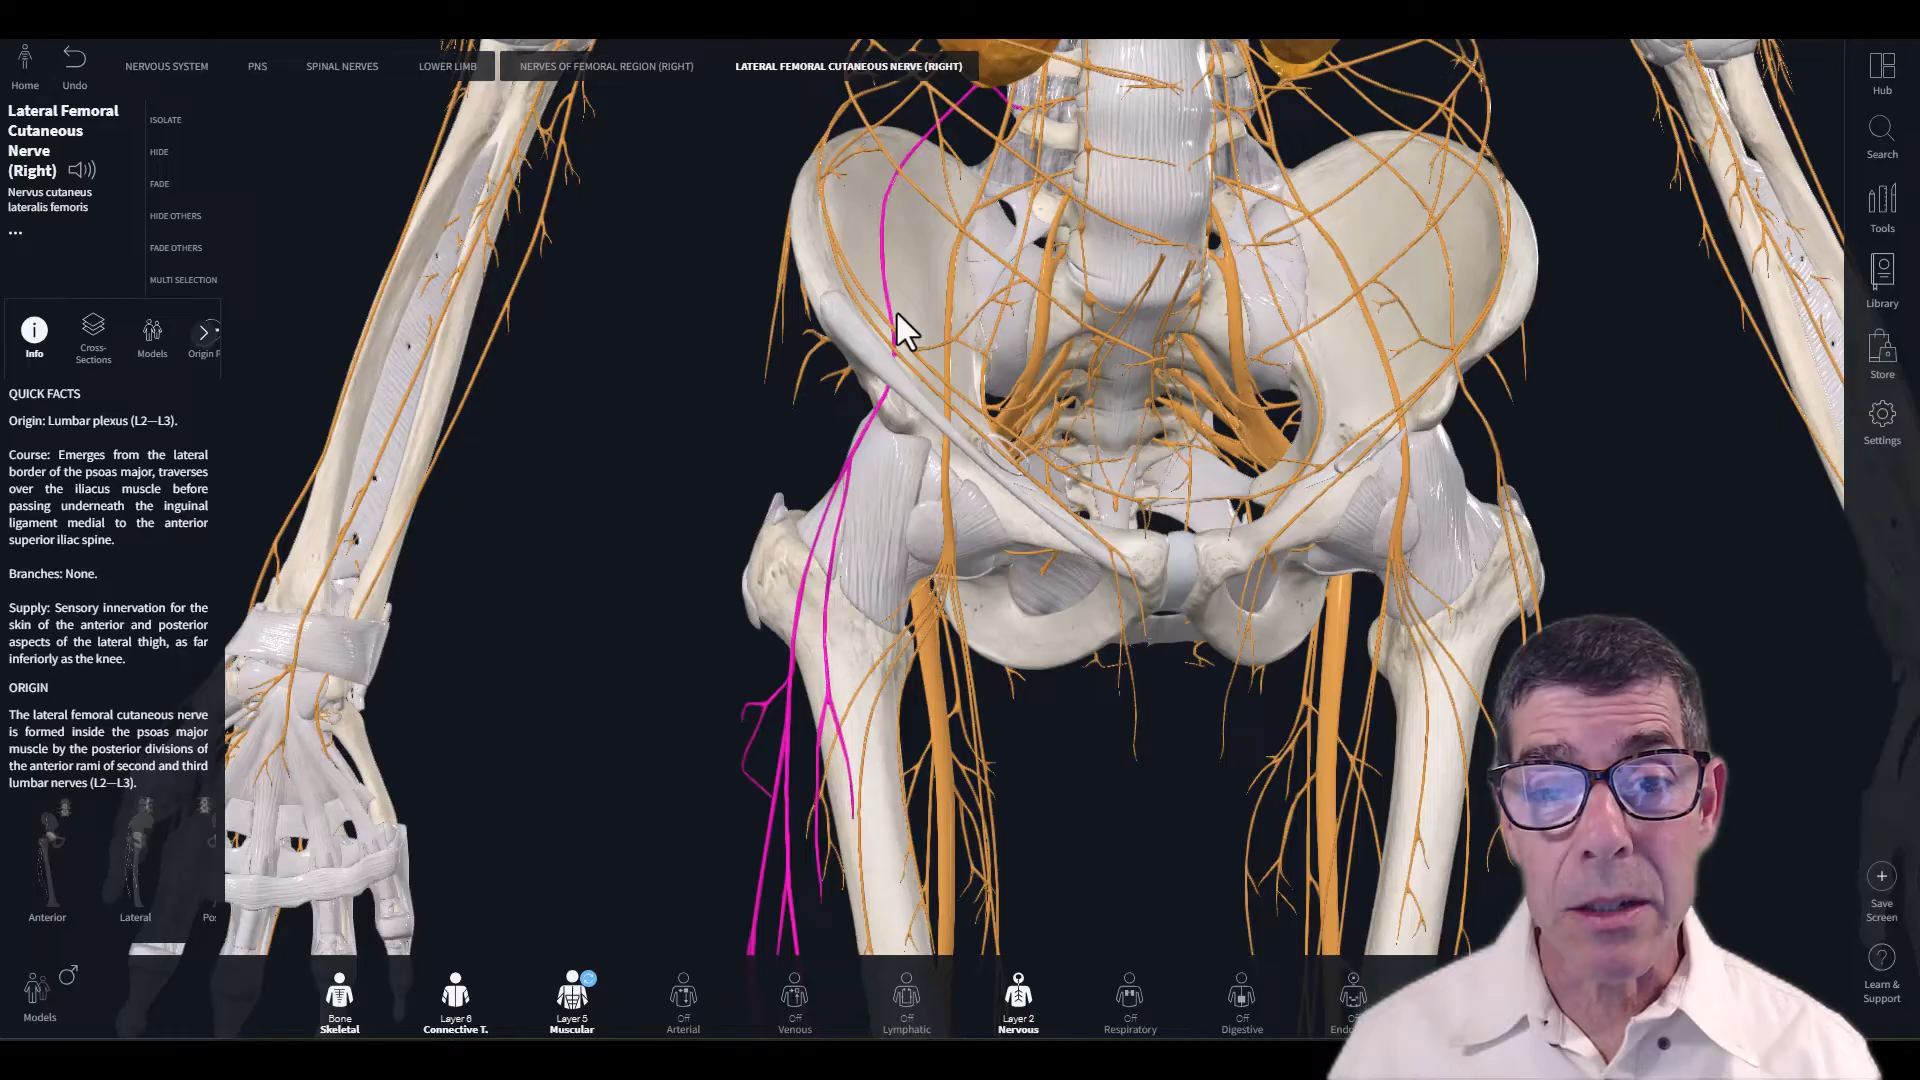 Home
Undo
NERVOUS SYSTEM
PNS
SPINAL NERVES
LOWER LIMB
NERVES OF FEMORAL REGION (RIGHT)
LATERAL FEMORAL CUTANEOUS NERVE (RIGHT)
Lateral Femoral
Cutaneous
Nerve
(Right)
Nervus cutaneus
lateralis femoris
...
ISOLATE
HIDE
FADE
HIDE OTHERS
FADE OTHERS
MULTI SELECTION
Info
Cross-
Sections
Models
Origin
QUICK FACTS
Origin: Lumbar plexus (L2—L3).
Course: Emerges from the lateral
border of the psoas major, traverses
over the iliacus muscle before
passing underneath the inguinal
ligament medial to the anterior
superior iliac spine.
Branches: None.
Supply: Sensory innervation for the
skin of the anterior and posterior
aspects of the lateral thigh, as far
inferiorly as the knee.
ORIGIN
The lateral femoral cutaneous nerve
is formed inside the psoas major
muscle by the posterior divisions of
the anterior rami of second and third
lumbar nerves (L2—L3).
Anterior
Lateral
Pos
Models
Bone
Skeletal
Layer 6
Connective T.
Layer 5
Muscular
Off
Arterial
Off
Venous
Off
Lymphatic
Layer 2
Nervous
Off
Respiratory
Off
Digestive
Off
Endo
Hub
Search
Tools
Library
Store
Settings
Save
Screen
Learn &
Support